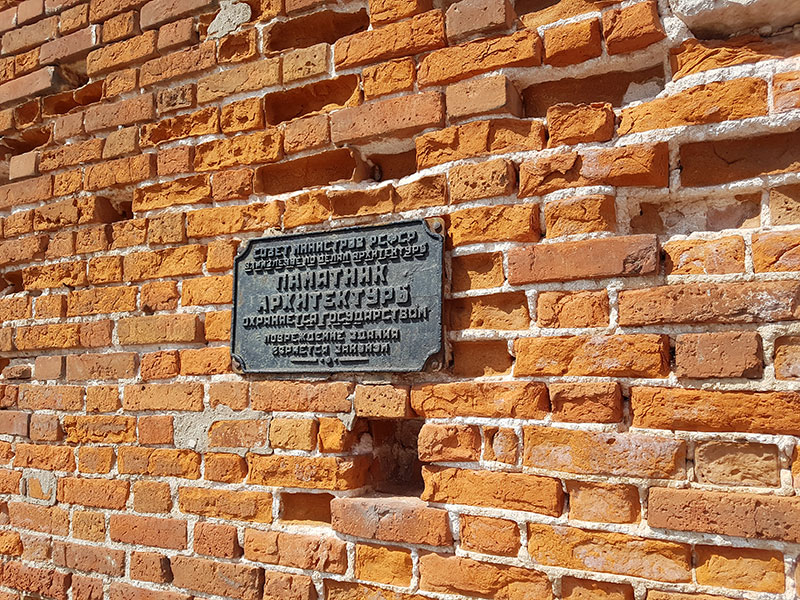 СОВЕТ МИНИСТРОВ РСФСР
УПРАВЛЕНИЕ ПО ДЕЛАМ АРХИТЕКТУРЫ
ПАМЯТНИК
АРХИТЕКТУРЫ
ОХРАНЯЕТСЯ ГОСУДАРСТВОМ
ПОВРЕЖДЕНИЕ ЗДАНИЯ
КАРАЕТСЯ ЗАКОНОМ